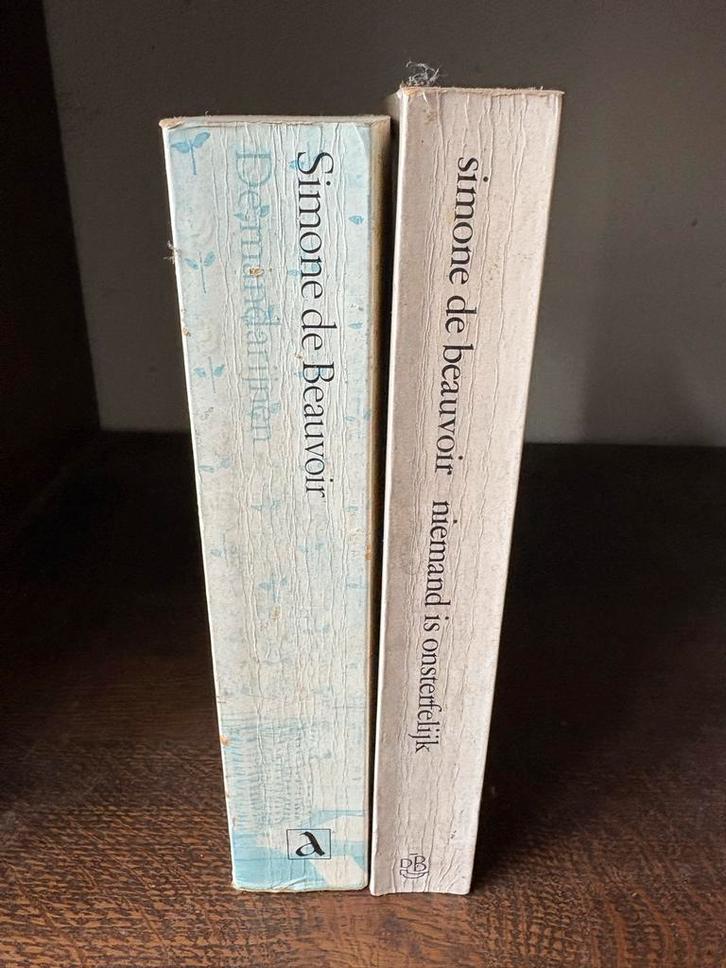 Simone de Beauvoir
De mandarijnen
simone de beauvoir niemand is onsterfelijk